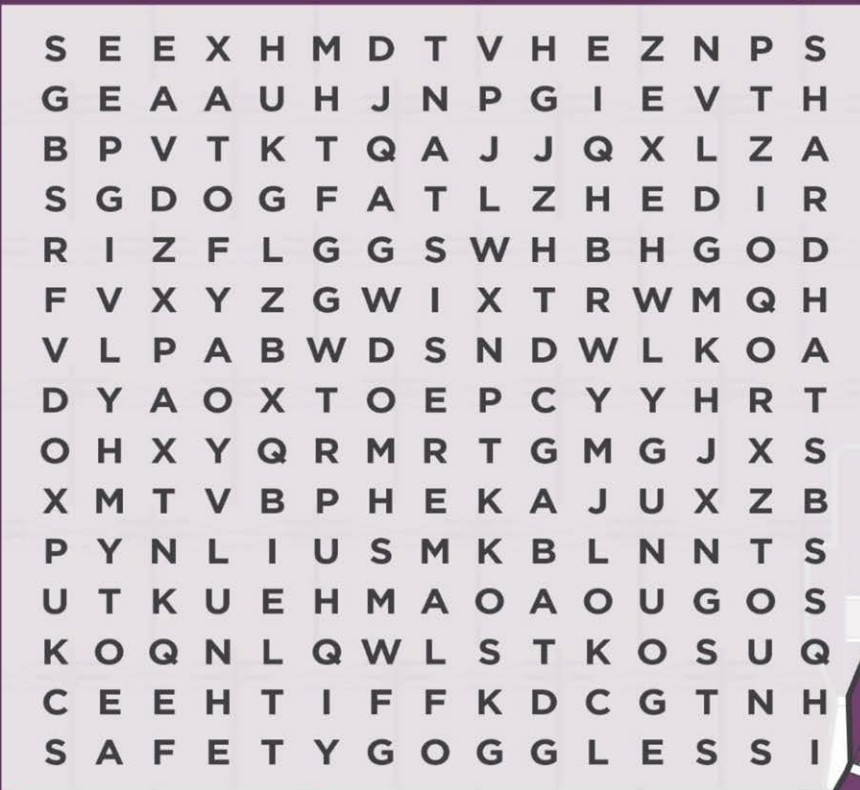 S E E X H M D T V H E Z N P S
G E A A U H J N P G I E V T H
B P V T K T Q A J J Q X L Z A
S G D O G F A T L Z H E D I R
R I Z F L G G S W H B H G O D
F V X Y Z G W I X T R W M Q H
V L P A B W D S N D W L K O A
D Y A O X T O E P C Y Y H R T
O H X Y Q R M R T G M G J X S
X M T V B P H E K A J U X Z B
P Y N L I U S M K B L N N T S
U T K U E H M A O A O U G O S
K O Q N L Q W L S T K O S U Q
C E E H T I F F K D C G T N H
S A F E T Y G O G G L E S S I